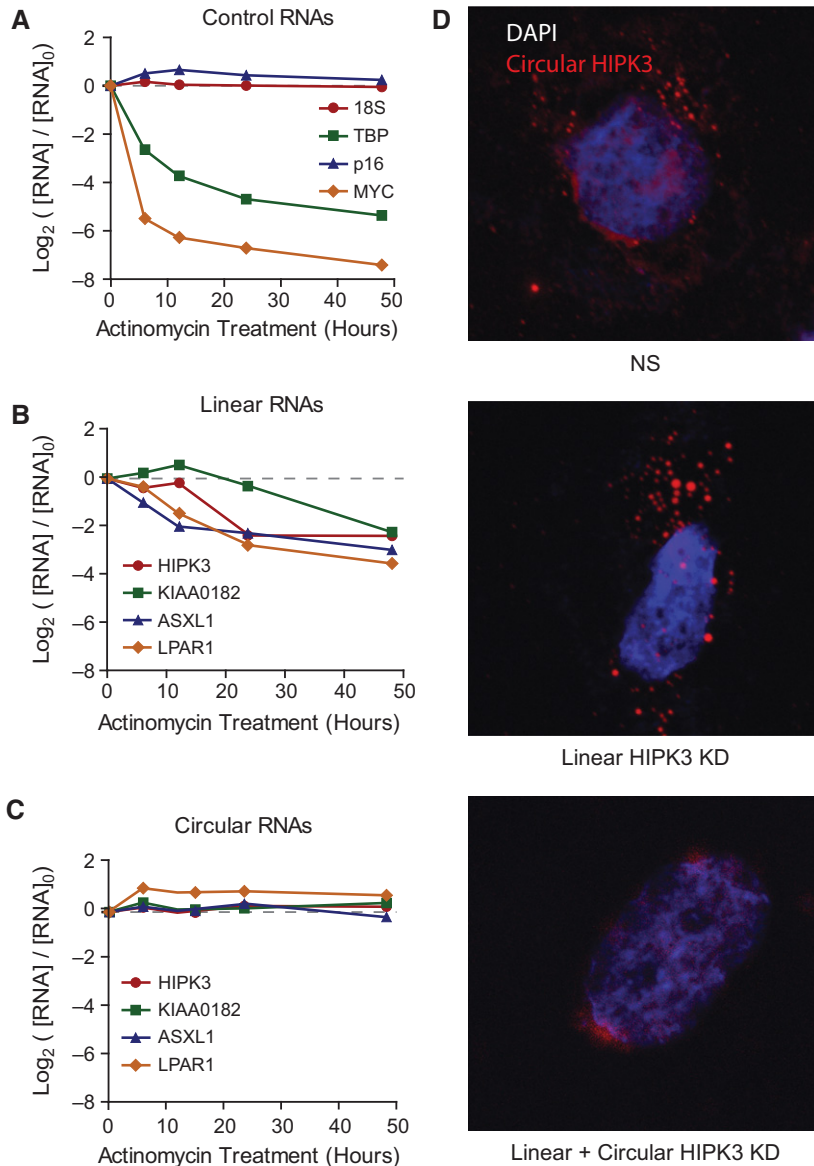 A
Control RNAs
Log2 ( [RNA] / [RNA]0)
2
0
–2
–4
–6
–8
18S
TBP
p16
MYC
0 10 20 30 40 50
Actinomycin Treatment (Hours)
B
Linear RNAs
Log2 ( [RNA] / [RNA]0)
2
0
–2
–4
–6
–8
HIPK3
KIAA0182
ASXL1
LPAR1
0 10 20 30 40 50
Actinomycin Treatment (Hours)
C
Circular RNAs
Log2 ( [RNA] / [RNA]0)
2
0
–2
–4
–6
–8
HIPK3
KIAA0182
ASXL1
LPAR1
0 10 20 30 40 50
Actinomycin Treatment (Hours)
D
DAPI
Circular HIPK3
NS
Linear HIPK3 KD
Linear + Circular HIPK3 KD